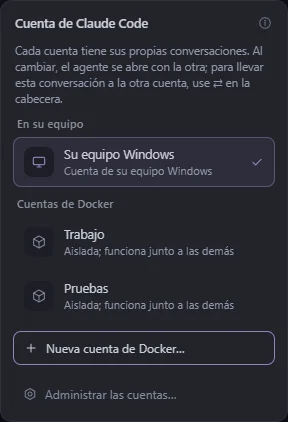 Cuenta de Claude Code
Cada cuenta tiene sus propias conversaciones. Al
cambiar, el agente se abre con la otra; para llevar
esta conversación a la otra cuenta, use ⇄ en la
cabecera.
En su equipo
Su equipo Windows
Cuenta de su equipo Windows
Cuentas de Docker
Trabajo
Aislada; funciona junto a las demás
Pruebas
Aislada; funciona junto a las demás
+ Nueva cuenta de Docker...
Administrar las cuentas...